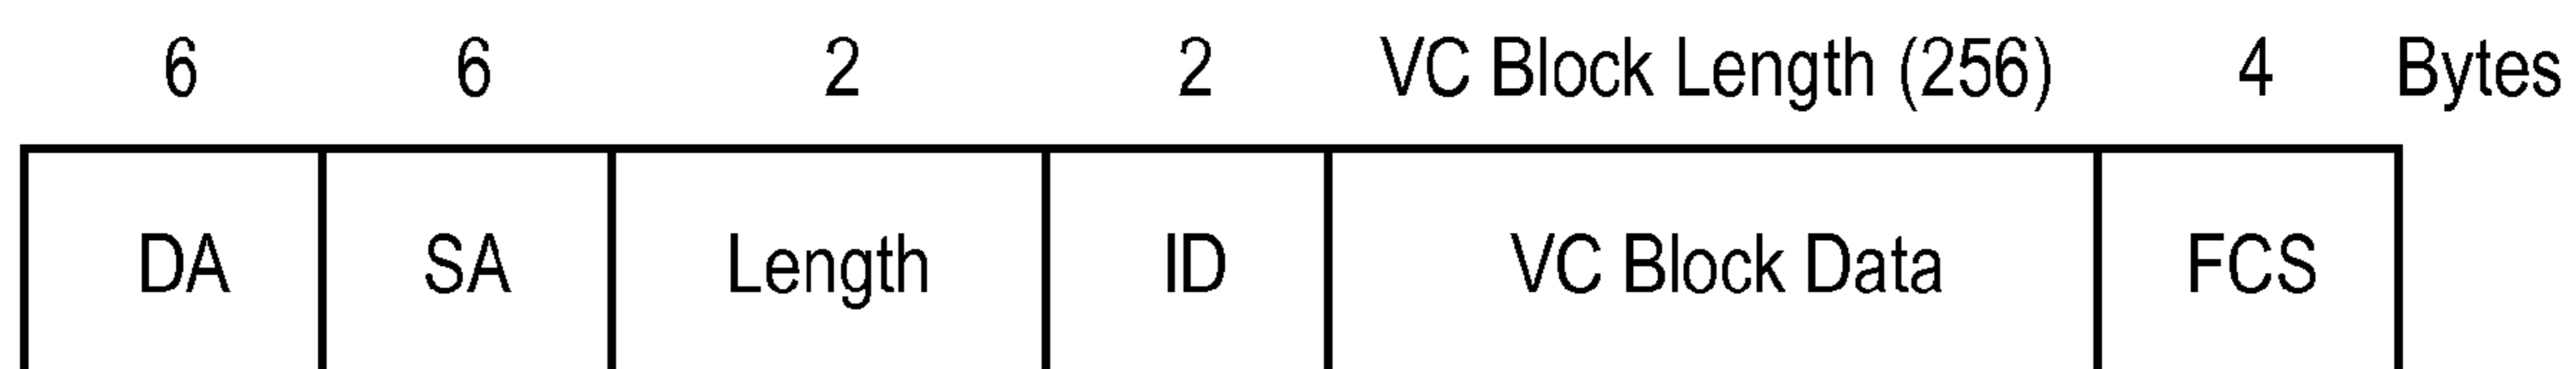 6 6 2 2 VC Block Length (256) 4 Bytes
DA SA Length ID VC Block Data FCS